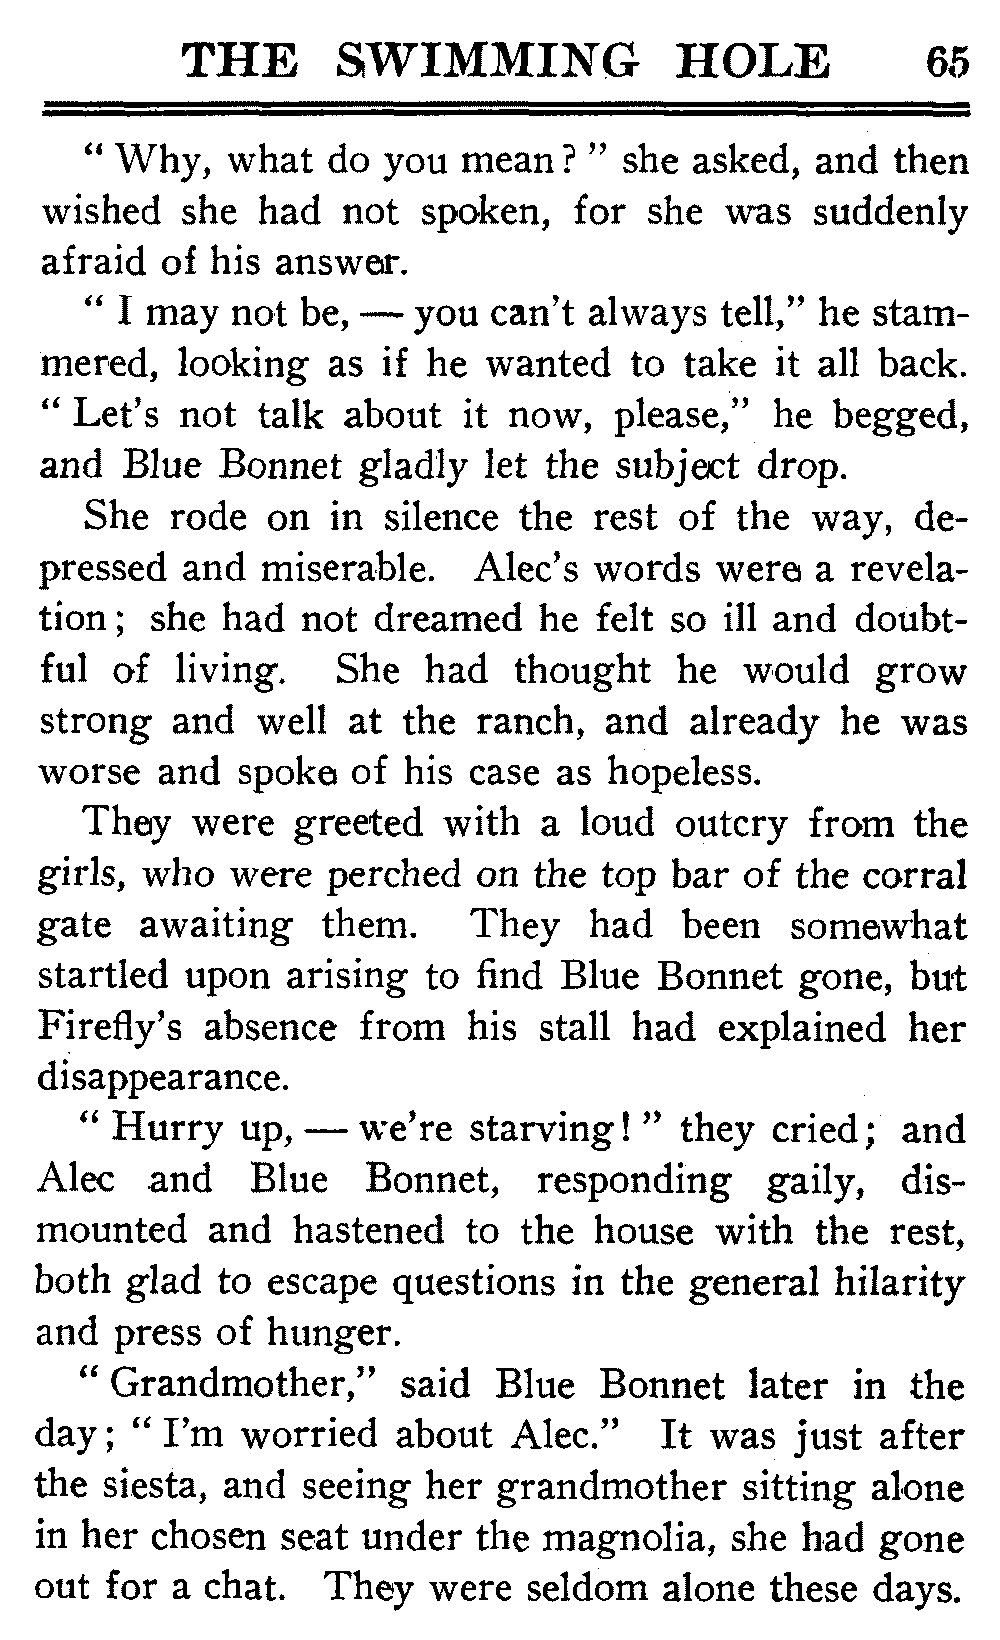 THE SWIMMING HOLE 65
“ Why, what do you mean? ” she asked, and then
wished she had not spoken, for she was suddenly
afraid of his answer.
“ I may not be, — you can't always tell,” he stam-
mered, looking as if he wanted to take it all back.
“ Let's not talk about it now, please,” he begged,
and Blue Bonnet gladly let the subject drop.
She rode on in silence the rest of the way, de-
pressed and miserable. Alec's words were a revela-
tion; she had not dreamed he felt so ill and doubt-
ful of living. She had thought he would grow
strong and well at the ranch, and already he was
worse and spoke of his case as hopeless.
They were greeted with a loud outcry from the
girls, who were perched on the top bar of the corral
gate awaiting them. They had been somewhat
startled upon arising to find Blue Bonnet gone, but
Firefly's absence from his stall had explained her
disappearance.
“ Hurry up, — we're starving! ” they cried; and
Alec and Blue Bonnet, responding gaily, dis-
mounted and hastened to the house with the rest,
both glad to escape questions in the general hilarity
and press of hunger.
“ Grandmother,” said Blue Bonnet later in the
day; “ I'm worried about Alec.” It was just after
the siesta, and seeing her grandmother sitting alone
in her chosen seat under the magnolia, she had gone
out for a chat. They were seldom alone these days.